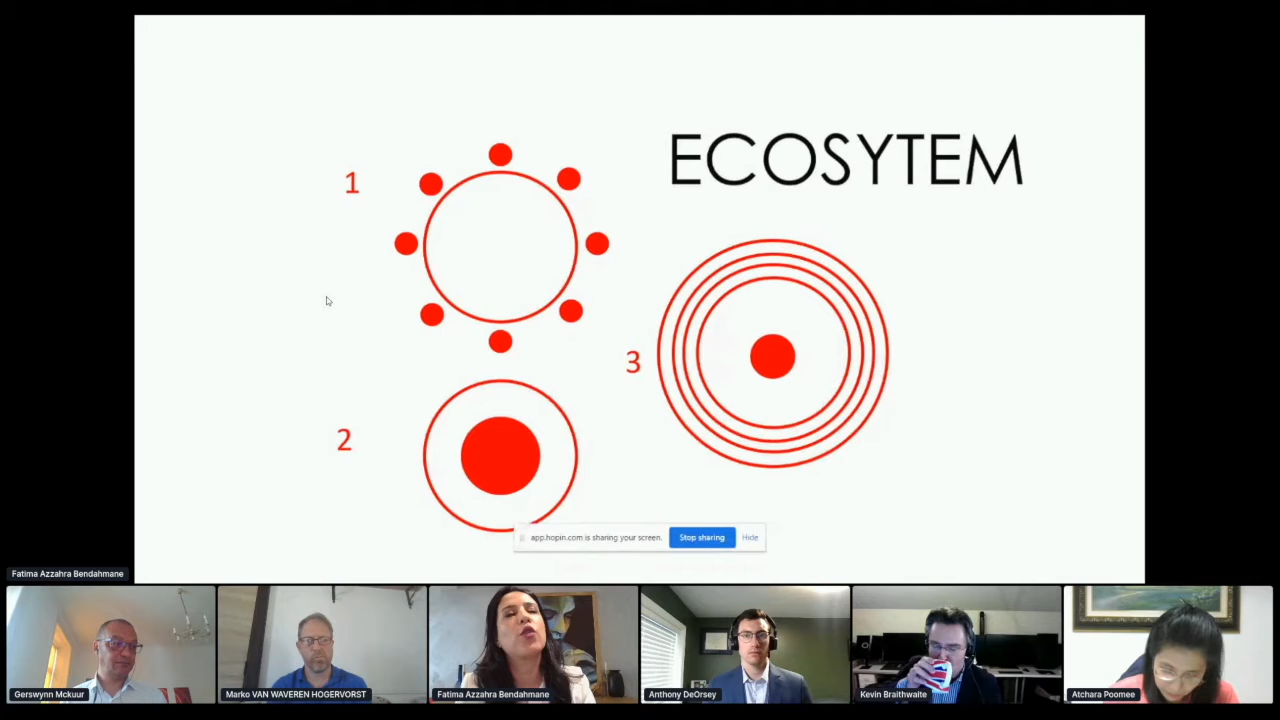 ECOSYTEM
1
2
3
app.hopin.com is sharing your screen. Stop sharing Hide
Fatima Azzahra Bendahmane
Gerswynn Mckuur
Marko VAN WAVEREN HOGERVORST
Fatima Azzahra Bendahmane
Anthony DeOrsey
Kevin Braithwaite
Atchara Poomee